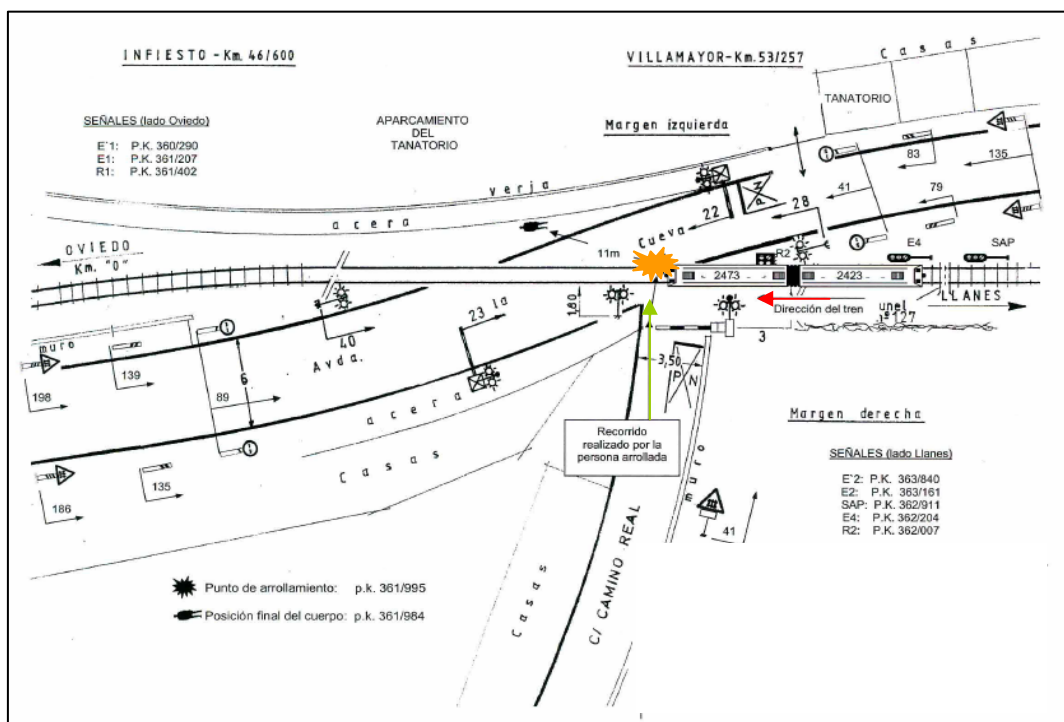 INFIESTO - Km. 46/600
VILLAMAYOR- Km. 53/257
Casas
TANATORIO
SEÑALES (lado Oviedo)
E'1: P.K. 360/290
E1: P.K. 361/207
R1: P.K. 361/402
APARCAMIENTO
DEL
TANATORIO
Margen izquierda
83
135
verja
acera
PN
41
79
28
22
Cueva
11m
OVIEDO
Km. "0"
R2
E4
SAP
2473
2423
LLANES
Dirección del tren
unel
nº127
1,80
3
23
la
40
Avda.
muro
139
198
6
89
3,50
PN
acera
Casas
135
186
Recorrido
realizado por la
persona arrollada
muro
41
Margen derecha
SEÑALES (lado Llanes)
E'2: P.K. 363/840
E2: P.K. 363/161
SAP: P.K. 362/911
E4: P.K. 362/204
R2: P.K. 362/007
C/ CAMINO REAL
Casas
Punto de arrollamiento: p.k. 361/995
Posición final del cuerpo: p.k. 361/984